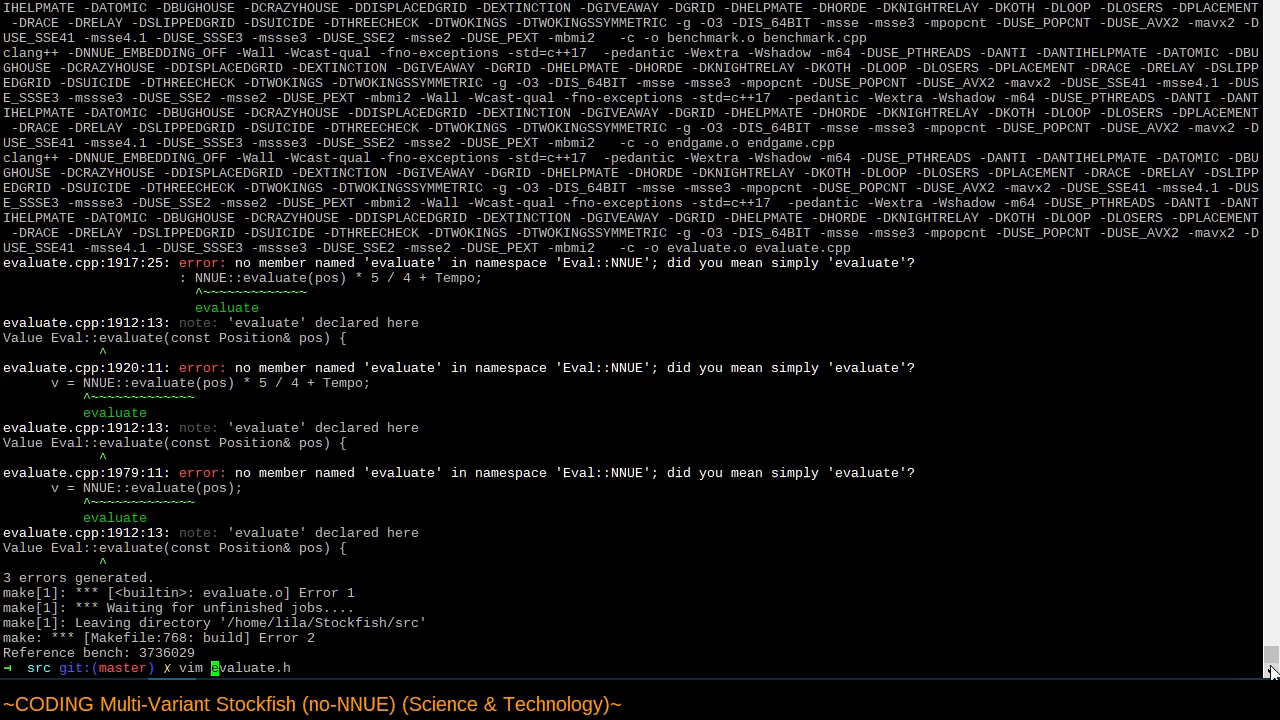 IHELPMATE -DATOMIC -DBUGHOUSE -DCRAZYHOUSE -DDISPLACEDGRID -DEXTINCTION -DGIVEAWAY -DGRID -DHELPMATE -DHORDE -DKNIGHTRELAY -DKOTH -DLOOP -DLOSERS -DPLACEMENT
 -DRACE -DRELAY -DSLIPPEDGRID -DSUICIDE -DTHREECHECK -DTWOKINGS -DTWOKINGSSYMMETRIC -g -O3 -DIS_64BIT -msse -msse3 -mpopcnt -DUSE_POPCNT -DUSE_AVX2 -mavx2 -D
USE_SSE41 -msse4.1 -DUSE_SSSE3 -mssse3 -DUSE_SSE2 -msse2 -DUSE_PEXT -mbmi2   -c -o benchmark.o benchmark.cpp
clang++ -DNNUE_EMBEDDING_OFF -Wall -Wcast-qual -fno-exceptions -std=c++17  -pedantic -Wextra -Wshadow -m64 -DUSE_PTHREADS -DANTI -DANTIHELPMATE -DATOMIC -DBU
GHOUSE -DCRAZYHOUSE -DDISPLACEDGRID -DEXTINCTION -DGIVEAWAY -DGRID -DHELPMATE -DHORDE -DKNIGHTRELAY -DKOTH -DLOOP -DLOSERS -DPLACEMENT -DRACE -DRELAY -DSLIPP
EDGRID -DSUICIDE -DTHREECHECK -DTWOKINGS -DTWOKINGSSYMMETRIC -g -O3 -DIS_64BIT -msse -msse3 -mpopcnt -DUSE_POPCNT -DUSE_AVX2 -mavx2 -DUSE_SSE41 -msse4.1 -DUS
E_SSSE3 -mssse3 -DUSE_SSE2 -msse2 -DUSE_PEXT -mbmi2 -Wall -Wcast-qual -fno-exceptions -std=c++17  -pedantic -Wextra -Wshadow -m64 -DUSE_PTHREADS -DANTI -DANT
IHELPMATE -DATOMIC -DBUGHOUSE -DCRAZYHOUSE -DDISPLACEDGRID -DEXTINCTION -DGIVEAWAY -DGRID -DHELPMATE -DHORDE -DKNIGHTRELAY -DKOTH -DLOOP -DLOSERS -DPLACEMENT
 -DRACE -DRELAY -DSLIPPEDGRID -DSUICIDE -DTHREECHECK -DTWOKINGS -DTWOKINGSSYMMETRIC -g -O3 -DIS_64BIT -msse -msse3 -mpopcnt -DUSE_POPCNT -DUSE_AVX2 -mavx2 -D
USE_SSE41 -msse4.1 -DUSE_SSSE3 -mssse3 -DUSE_SSE2 -msse2 -DUSE_PEXT -mbmi2   -c -o endgame.o endgame.cpp
clang++ -DNNUE_EMBEDDING_OFF -Wall -Wcast-qual -fno-exceptions -std=c++17  -pedantic -Wextra -Wshadow -m64 -DUSE_PTHREADS -DANTI -DANTIHELPMATE -DATOMIC -DBU
GHOUSE -DCRAZYHOUSE -DDISPLACEDGRID -DEXTINCTION -DGIVEAWAY -DGRID -DHELPMATE -DHORDE -DKNIGHTRELAY -DKOTH -DLOOP -DLOSERS -DPLACEMENT -DRACE -DRELAY -DSLIPP
EDGRID -DSUICIDE -DTHREECHECK -DTWOKINGS -DTWOKINGSSYMMETRIC -g -O3 -DIS_64BIT -msse -msse3 -mpopcnt -DUSE_POPCNT -DUSE_AVX2 -mavx2 -DUSE_SSE41 -msse4.1 -DUS
E_SSSE3 -mssse3 -DUSE_SSE2 -msse2 -DUSE_PEXT -mbmi2 -Wall -Wcast-qual -fno-exceptions -std=c++17  -pedantic -Wextra -Wshadow -m64 -DUSE_PTHREADS -DANTI -DANT
IHELPMATE -DATOMIC -DBUGHOUSE -DCRAZYHOUSE -DDISPLACEDGRID -DEXTINCTION -DGIVEAWAY -DGRID -DHELPMATE -DHORDE -DKNIGHTRELAY -DKOTH -DLOOP -DLOSERS -DPLACEMENT
 -DRACE -DRELAY -DSLIPPEDGRID -DSUICIDE -DTHREECHECK -DTWOKINGS -DTWOKINGSSYMMETRIC -g -O3 -DIS_64BIT -msse -msse3 -mpopcnt -DUSE_POPCNT -DUSE_AVX2 -mavx2 -D
USE_SSE41 -msse4.1 -DUSE_SSSE3 -mssse3 -DUSE_SSE2 -msse2 -DUSE_PEXT -mbmi2   -c -o evaluate.o evaluate.cpp
evaluate.cpp:1917:25: error: no member named 'evaluate' in namespace 'Eval::NNUE'; did you mean simply 'evaluate'?
                      : NNUE::evaluate(pos) * 5 / 4 + Tempo;
                        ^~~~~~~~~~~~~~
                        evaluate
evaluate.cpp:1912:13: note: 'evaluate' declared here
Value Eval::evaluate(const Position& pos) {
            ^
evaluate.cpp:1920:11: error: no member named 'evaluate' in namespace 'Eval::NNUE'; did you mean simply 'evaluate'?
      v = NNUE::evaluate(pos) * 5 / 4 + Tempo;
          ^~~~~~~~~~~~~~
          evaluate
evaluate.cpp:1912:13: note: 'evaluate' declared here
Value Eval::evaluate(const Position& pos) {
            ^
evaluate.cpp:1979:11: error: no member named 'evaluate' in namespace 'Eval::NNUE'; did you mean simply 'evaluate'?
      v = NNUE::evaluate(pos);
          ^~~~~~~~~~~~~~
          evaluate
evaluate.cpp:1912:13: note: 'evaluate' declared here
Value Eval::evaluate(const Position& pos) {
            ^
3 errors generated.
make[1]: *** [<builtin>: evaluate.o] Error 1
make[1]: *** Waiting for unfinished jobs....
make[1]: Leaving directory '/home/lila/Stockfish/src'
make: *** [Makefile:768: build] Error 2
Reference bench: 3736029
→  src git:(master) ✗ vim evaluate.h
~CODING Multi-Variant Stockfish (no-NNUE) (Science & Technology)~